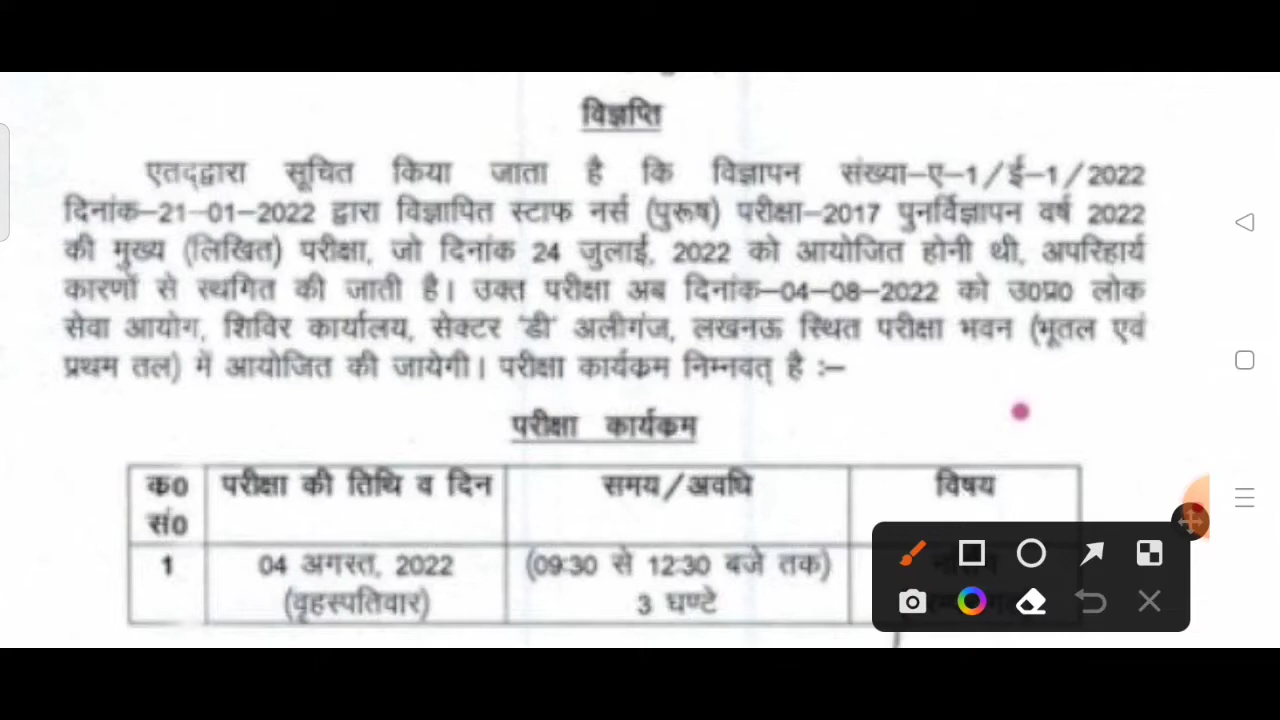 विज्ञप्ति
एतद्द्वारा सूचित किया जाता है कि विज्ञापन संख्या–ए–1/ई–1/2022
दिनांक–21–01–2022 द्वारा विज्ञापित स्टाफ नर्स (पुरूष) परीक्षा–2017 पुनर्विज्ञापन वर्ष 2022
की मुख्य (लिखित) परीक्षा, जो दिनांक 24 जुलाई, 2022 को आयोजित होनी थी, अपरिहार्य
कारणों से स्थगित की जाती है। उक्त परीक्षा अब दिनांक–04–08–2022 को उ0प्र0 लोक
सेवा आयोग, शिविर कार्यालय, सेक्टर 'डी' अलीगंज, लखनऊ स्थित परीक्षा भवन (भूतल एवं
प्रथम तल) में आयोजित की जायेगी। परीक्षा कार्यक्रम निम्नवत् है :–
परीक्षा कार्यक्रम
क0 सं0 परीक्षा की तिथि व दिन समय/अवधि विषय
1 04 अगस्त, 2022 (09:30 से 12:30 बजे तक)
(वृहस्पतिवार) 3 घण्टे